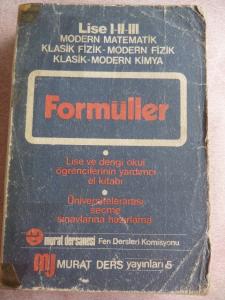 Lise I-II-III
MODERN MATEMATİK
KLASİK FİZİK-MODERN FİZİK
KLASİK-MODERN KİMYA
Formüller
• Lise ve dengi okul
öğrencilerinin yardımcı
el kitabı
• Üniversitelerarası
seçme
sınavlarına hazırlama
murat dersanesi Fen Dersleri Komisyonu
MURAT DERS yayınları 5